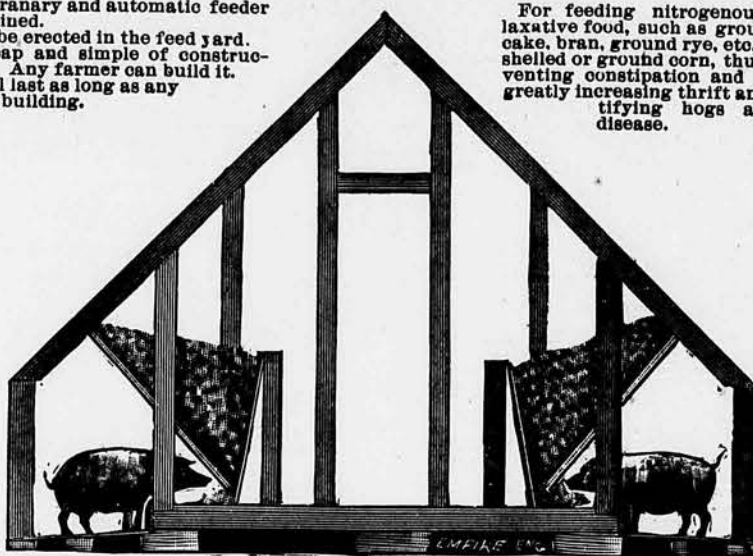 ranary and automatic feeder
ined.
be erected in the feed yard.
ap and simple of construc-
Any farmer can build it.
l last as long as any
building.
For feeding nitrogenou
laxative food, such as grou
cake, bran, ground rye, etc.
shelled or ground corn, thu
venting constipation and
greatly increasing thrift an
tifying hogs a
disease.
EMPIRE ENG